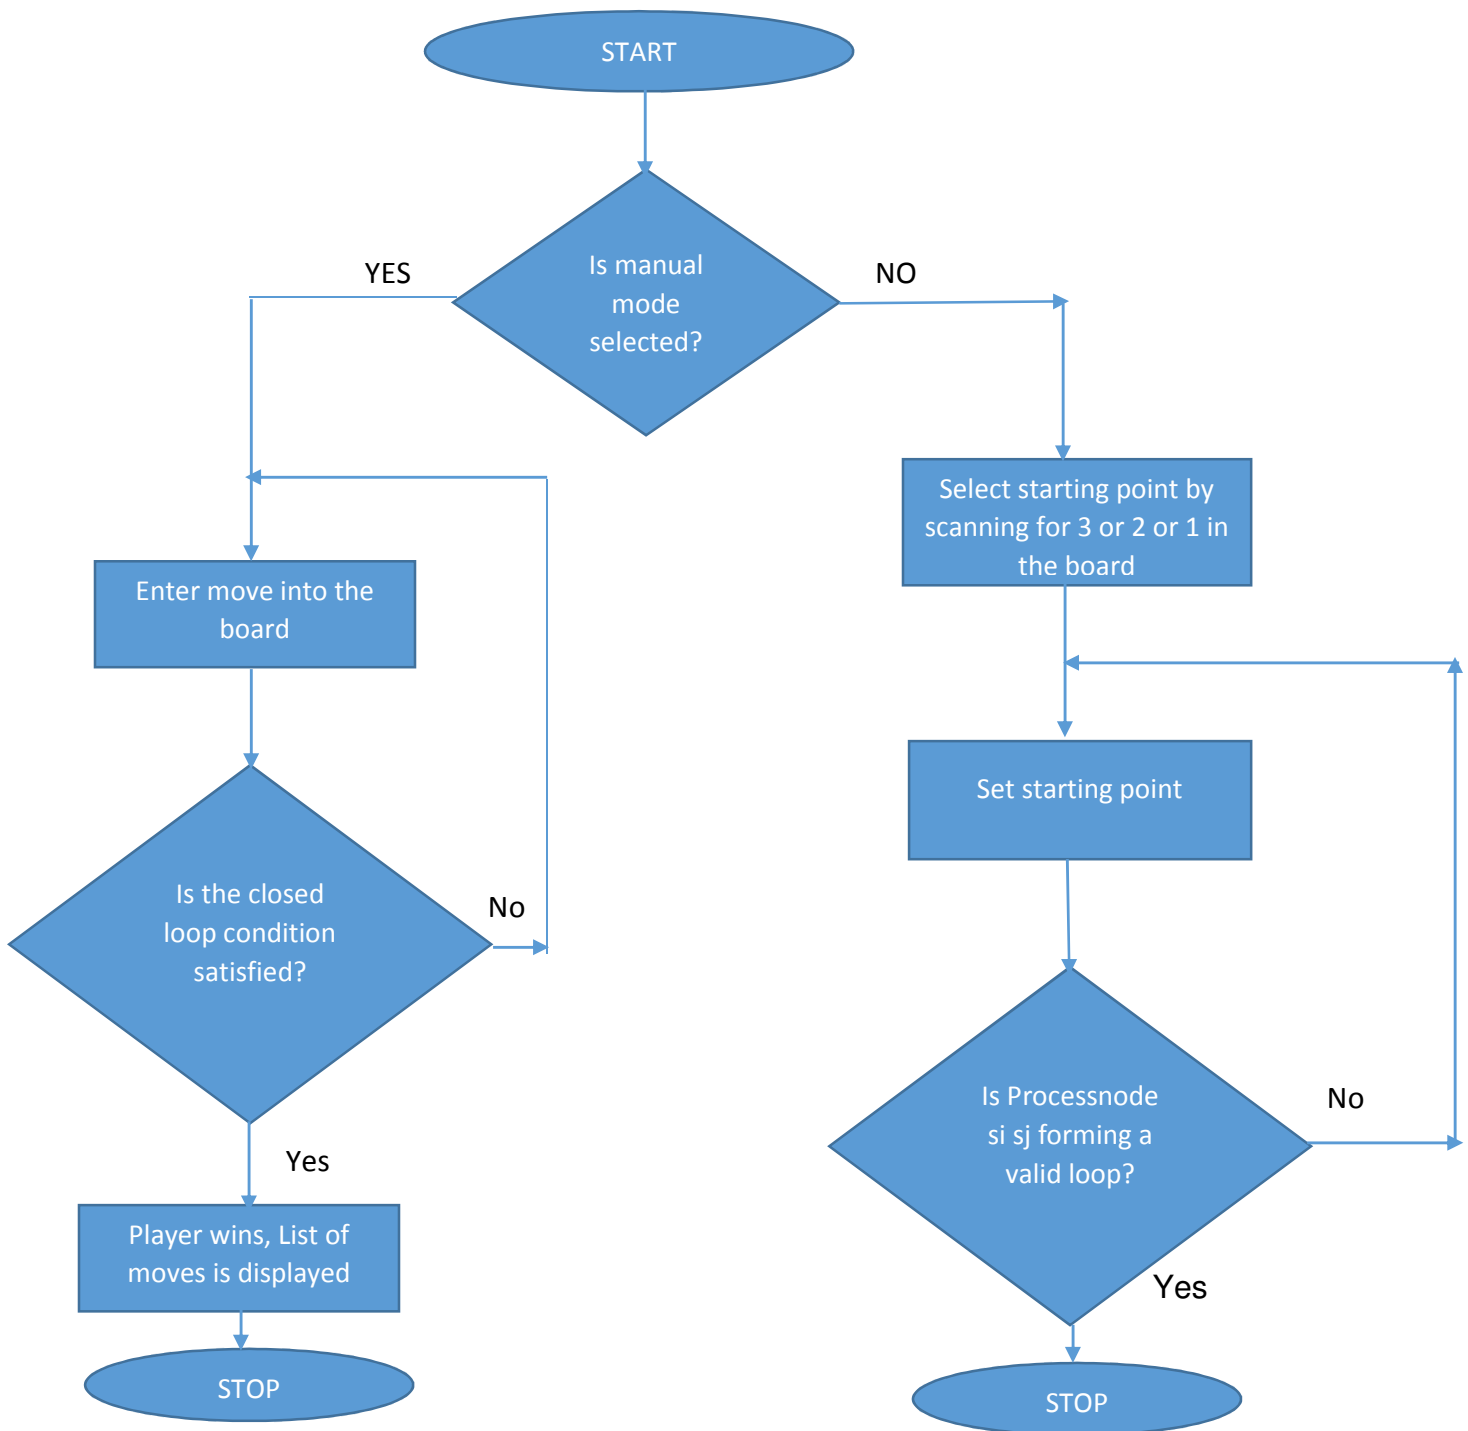 START
YES
Is manual
mode
selected?
NO
Select starting point by
scanning for 3 or 2 or 1 in
the board
Enter move into the
board
Set starting point
Is the closed
loop condition
satisfied?
No
Is Processnode
si sj forming a
valid loop?
No
Yes
Player wins, List of
moves is displayed
Yes
STOP
STOP